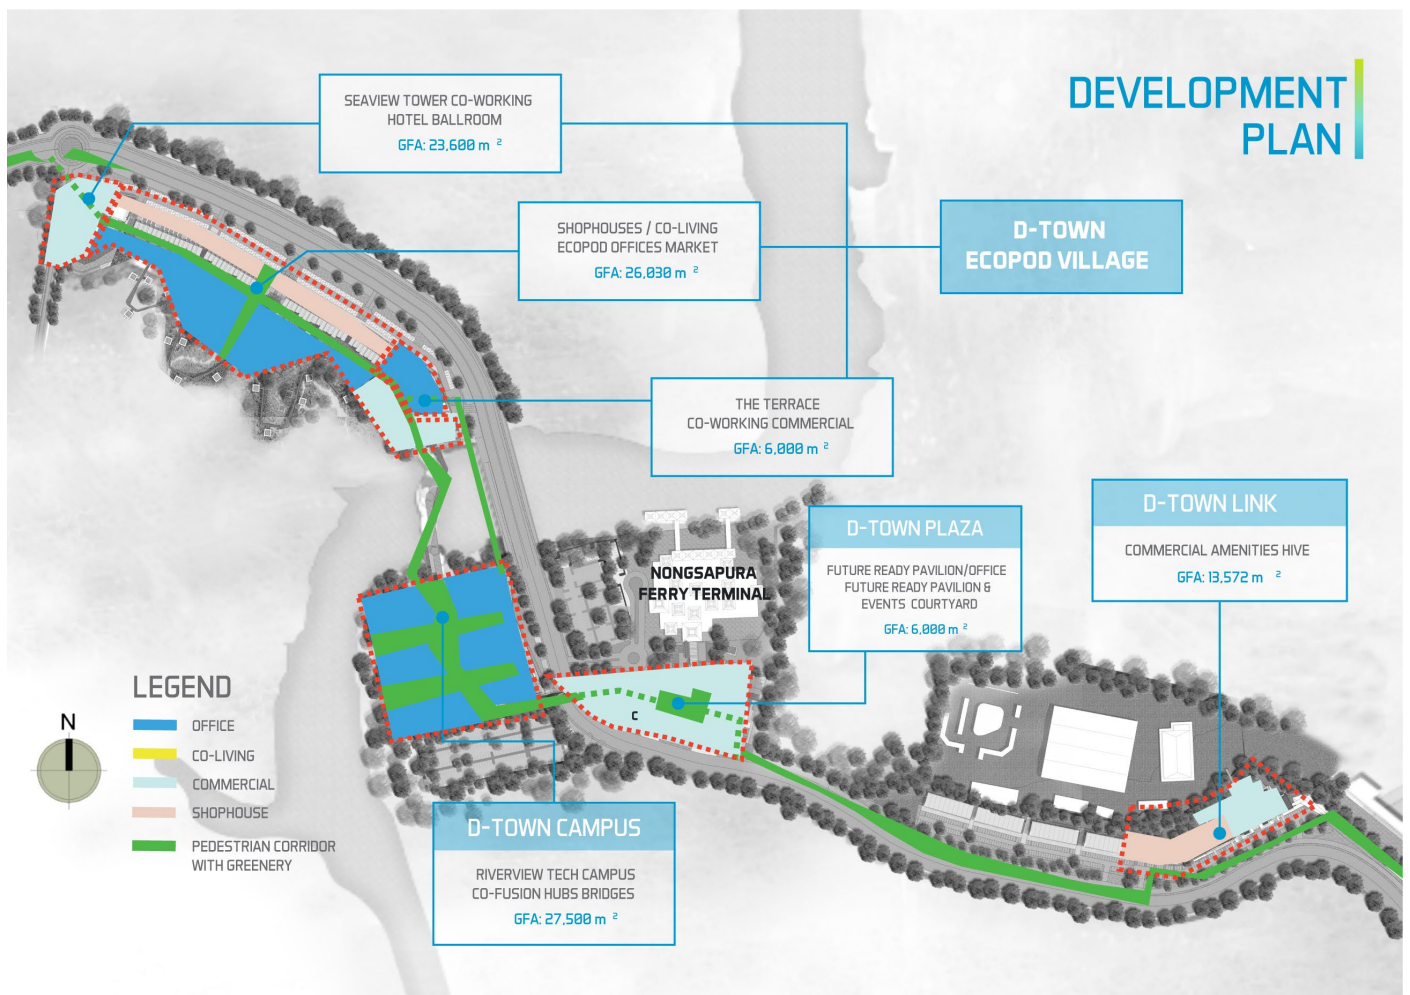 DEVELOPMENT
PLAN
SEAVIEW TOWER CO-WORKING
HOTEL BALLROOM
GFA: 23,600 m ²
SHOPHOUSES / CO-LIVING
ECOPOD OFFICES MARKET
GFA: 26,030 m ²
D-TOWN
ECOPOD VILLAGE
THE TERRACE
CO-WORKING COMMERCIAL
GFA: 6,000 m ²
D-TOWN LINK
COMMERCIAL AMENITIES HIVE
GFA: 13,572 m ²
D-TOWN PLAZA
FUTURE READY PAVILION/OFFICE
FUTURE READY PAVILION &
EVENTS COURTYARD
GFA: 6,000 m ²
NONGSAPURA
FERRY TERMINAL
C
LEGEND
N
OFFICE
CO-LIVING
COMMERCIAL
SHOPHOUSE
PEDESTRIAN CORRIDOR
WITH GREENERY
D-TOWN CAMPUS
RIVERVIEW TECH CAMPUS
CO-FUSION HUBS BRIDGES
GFA: 27,500 m ²